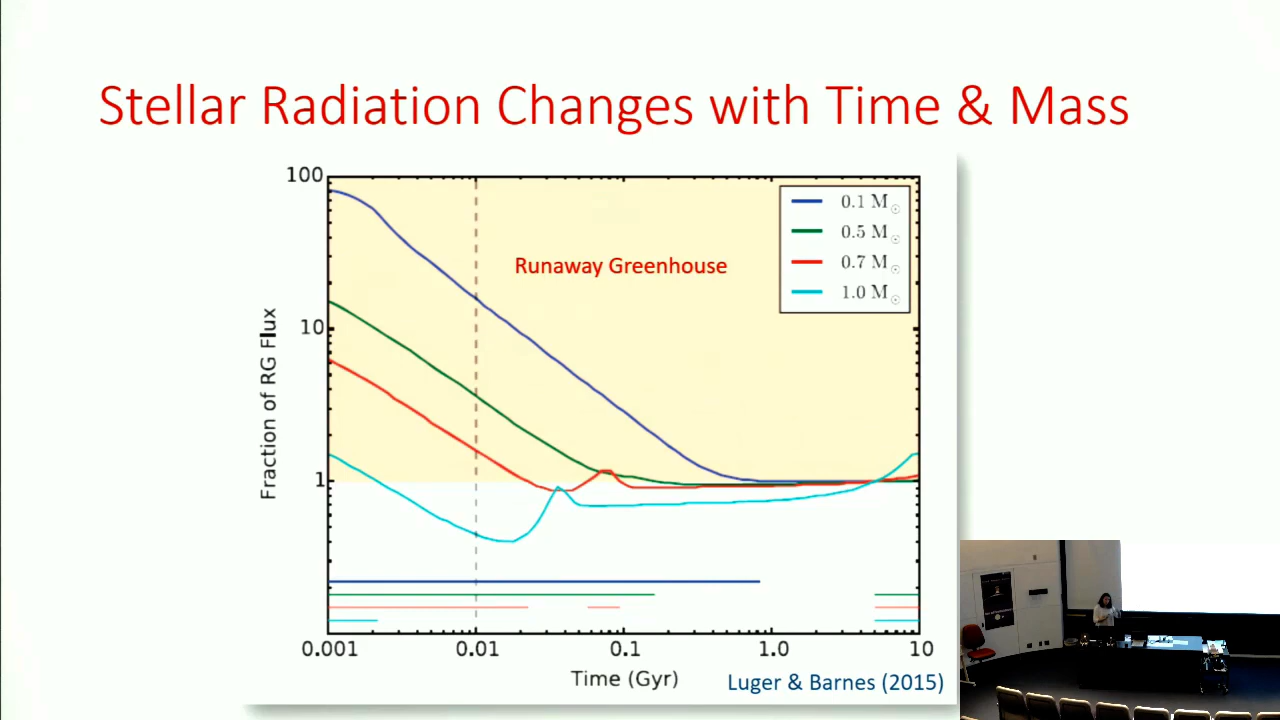 Stellar Radiation Changes with Time & Mass
100
10
1
Fraction of RG Flux
Runaway Greenhouse
0.1 M☉
0.5 M☉
0.7 M☉
1.0 M☉
0.001
0.01
0.1
1.0
10
Time (Gyr)
Luger & Barnes (2015)